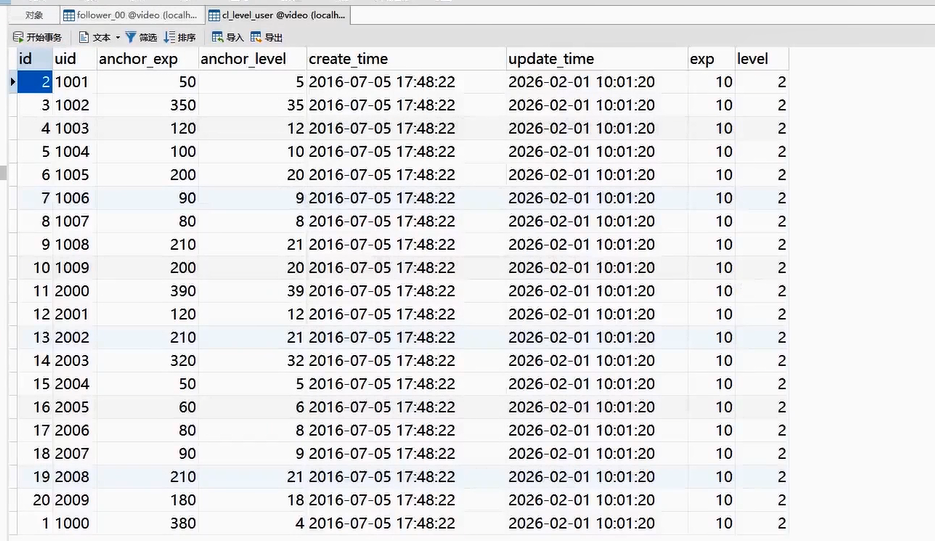 对象 follower_00 @video (localh... cl_level_user @video (localh...
开始事务 文本 筛选 排序 导入 导出
id uid anchor_exp anchor_level create_time update_time exp level
2 1001 50 5 2016-07-05 17:48:22 2026-02-01 10:01:20 10 2
3 1002 350 35 2016-07-05 17:48:22 2026-02-01 10:01:20 10 2
4 1003 120 12 2016-07-05 17:48:22 2026-02-01 10:01:20 10 2
5 1004 100 10 2016-07-05 17:48:22 2026-02-01 10:01:20 10 2
6 1005 200 20 2016-07-05 17:48:22 2026-02-01 10:01:20 10 2
7 1006 90 9 2016-07-05 17:48:22 2026-02-01 10:01:20 10 2
8 1007 80 8 2016-07-05 17:48:22 2026-02-01 10:01:20 10 2
9 1008 210 21 2016-07-05 17:48:22 2026-02-01 10:01:20 10 2
10 1009 200 20 2016-07-05 17:48:22 2026-02-01 10:01:20 10 2
11 2000 390 39 2016-07-05 17:48:22 2026-02-01 10:01:20 10 2
12 2001 120 12 2016-07-05 17:48:22 2026-02-01 10:01:20 10 2
13 2002 210 21 2016-07-05 17:48:22 2026-02-01 10:01:20 10 2
14 2003 320 32 2016-07-05 17:48:22 2026-02-01 10:01:20 10 2
15 2004 50 5 2016-07-05 17:48:22 2026-02-01 10:01:20 10 2
16 2005 60 6 2016-07-05 17:48:22 2026-02-01 10:01:20 10 2
17 2006 80 8 2016-07-05 17:48:22 2026-02-01 10:01:20 10 2
18 2007 90 9 2016-07-05 17:48:22 2026-02-01 10:01:20 10 2
19 2008 210 21 2016-07-05 17:48:22 2026-02-01 10:01:20 10 2
20 2009 180 18 2016-07-05 17:48:22 2026-02-01 10:01:20 10 2
1 1000 380 4 2016-07-05 17:48:22 2026-02-01 10:01:20 10 2